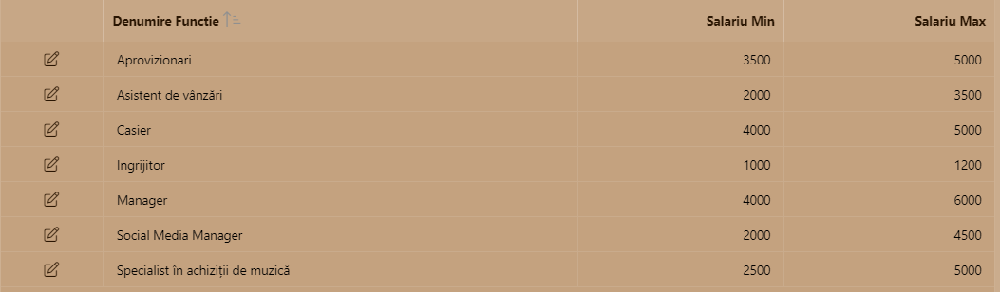 Denumire Functie Salariu Min Salariu Max
Aprovizionari 3500 5000
Asistent de vânzări 2000 3500
Casier 4000 5000
Ingrijitor 1000 1200
Manager 4000 6000
Social Media Manager 2000 4500
Specialist în achiziții de muzică 2500 5000